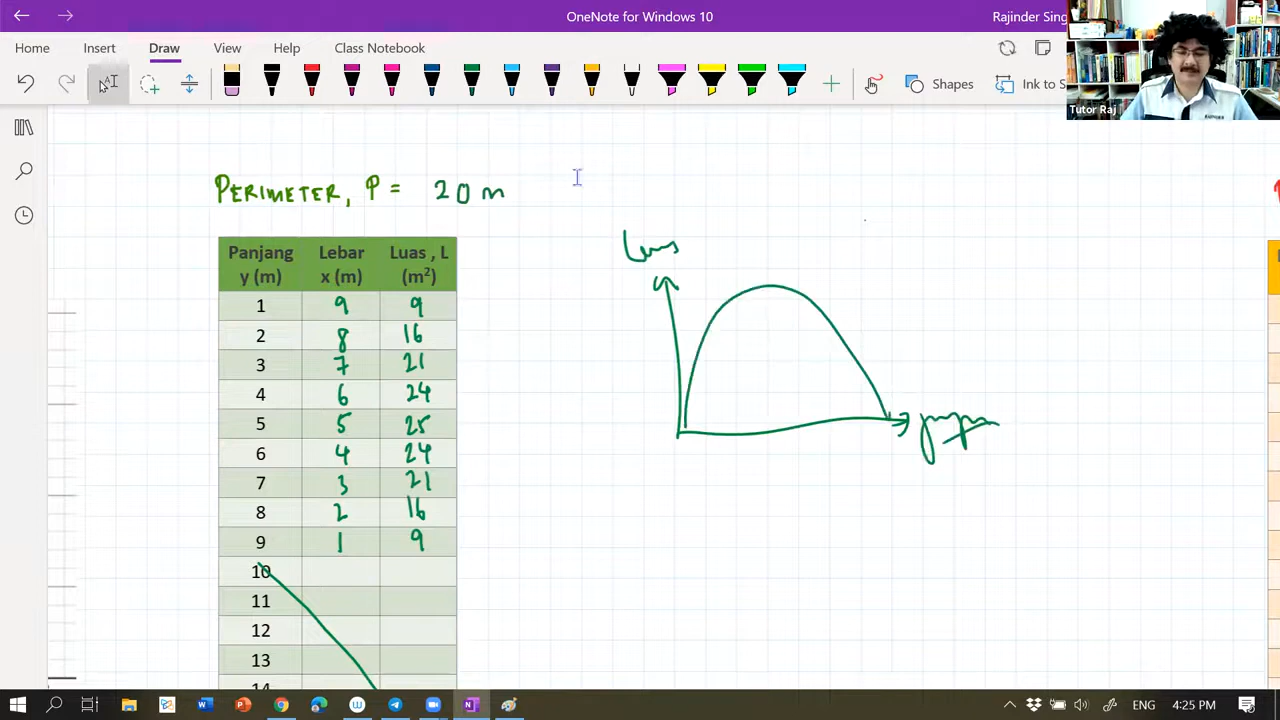 OneNote for Windows 10
Rajinder Sing
Home Insert Draw View Help Class Notebook
Shapes Ink to S
Tutor Raj
PERIMETER, P = 20 m
Panjang y (m) Lebar x (m) Luas , L (m²)
1 9 9
2 8 16
3 7 21
4 6 24
5 5 25
6 4 24
7 3 21
8 2 16
9 1 9
10
11
12
13
14
Luas
ENG 4:25 PM